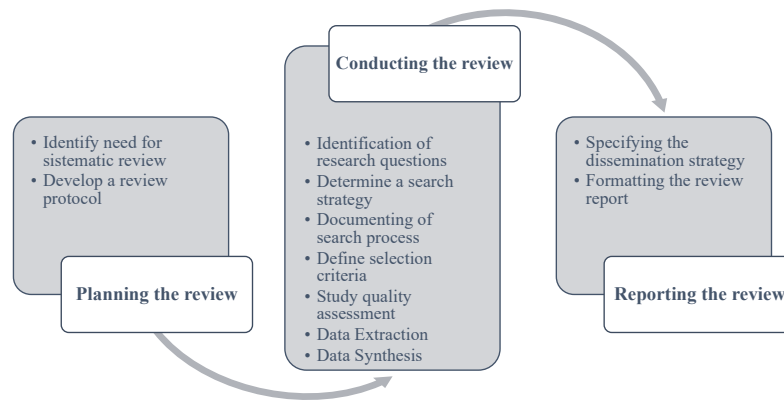 • Identify need for
sistematic review
• Develop a review
protocol
Planning the review
Conducting the review
• Identification of
research questions
• Determine a search
strategy
• Documenting of
search process
• Define selection
criteria
• Study quality
assessment
• Data Extraction
• Data Synthesis
• Specifying the
dissemination strategy
• Formatting the review
report
Reporting the review